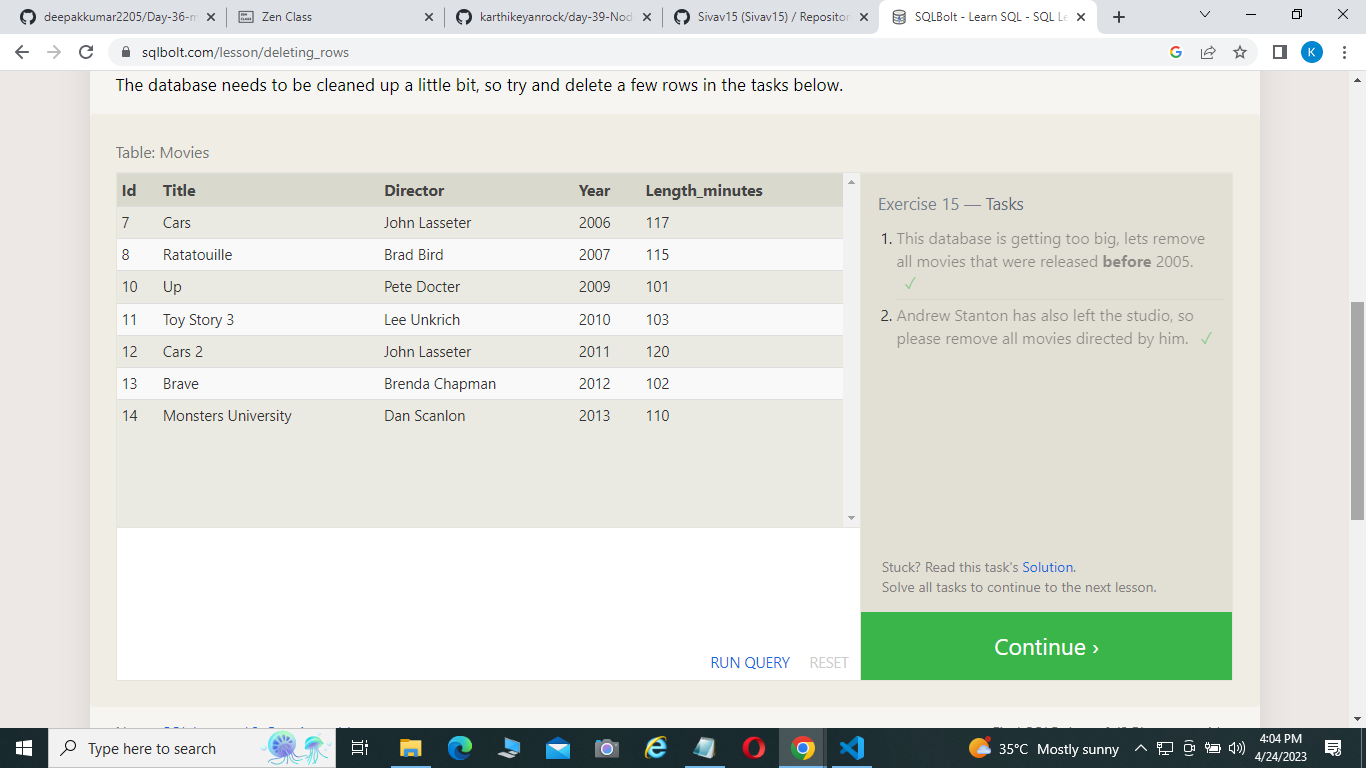 deepakkumar2205/Day-36-m
Zen Class
karthikeyanrock/day-39-Nod
Sivav15 (Sivav15) / Repositor
SQLBolt - Learn SQL - SQL Le
sqlbolt.com/lesson/deleting_rows
K
The database needs to be cleaned up a little bit, so try and delete a few rows in the tasks below.
Table: Movies
Id Title Director Year Length_minutes
7 Cars John Lasseter 2006 117
8 Ratatouille Brad Bird 2007 115
10 Up Pete Docter 2009 101
11 Toy Story 3 Lee Unkrich 2010 103
12 Cars 2 John Lasseter 2011 120
13 Brave Brenda Chapman 2012 102
14 Monsters University Dan Scanlon 2013 110
RUN QUERY RESET
Exercise 15 — Tasks
1. This database is getting too big, lets remove
all movies that were released before 2005.
✓
2. Andrew Stanton has also left the studio, so
please remove all movies directed by him. ✓
Stuck? Read this task's Solution.
Solve all tasks to continue to the next lesson.
Continue ›
Type here to search
35°C Mostly sunny
4:04 PM
4/24/2023